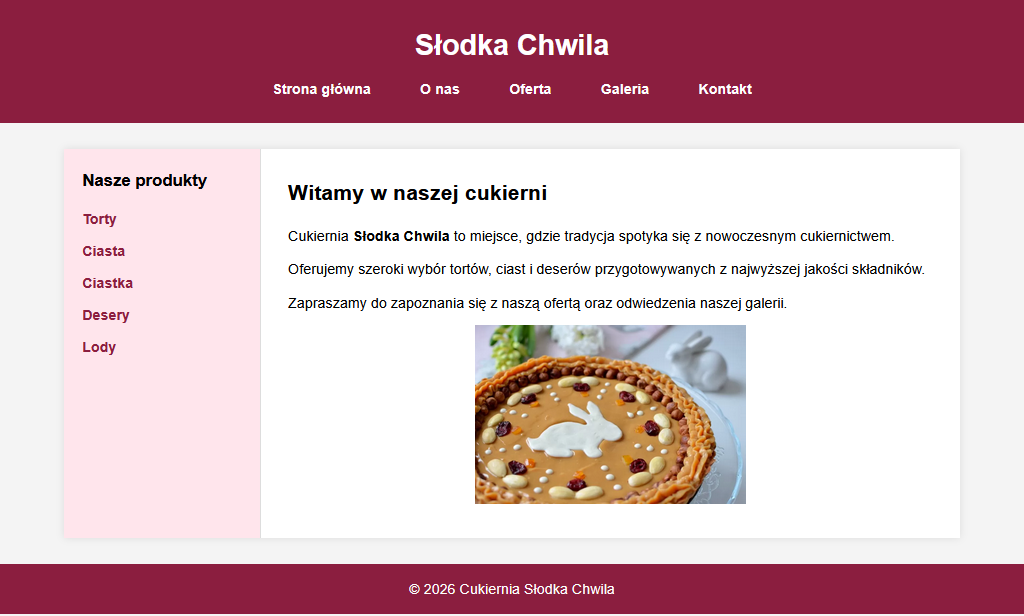 Słodka Chwila
Strona główna O nas Oferta Galeria Kontakt
Nasze produkty
Torty
Ciasta
Ciastka
Desery
Lody
Witamy w naszej cukierni
Cukiernia Słodka Chwila to miejsce, gdzie tradycja spotyka się z nowoczesnym cukiernictwem.
Oferujemy szeroki wybór tortów, ciast i deserów przygotowywanych z najwyższej jakości składników.
Zapraszamy do zapoznania się z naszą ofertą oraz odwiedzenia naszej galerii.
© 2026 Cukiernia Słodka Chwila